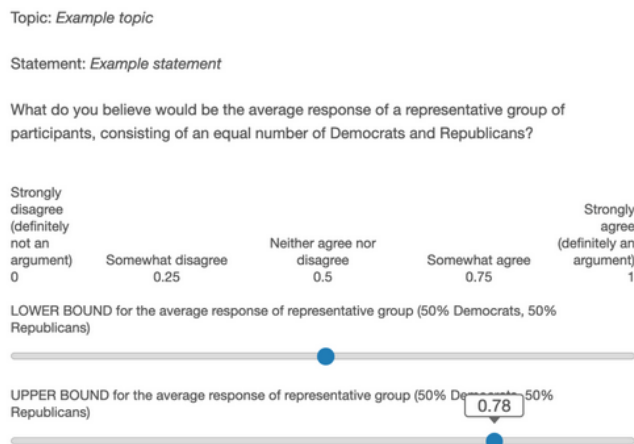 Topic: Example topic
Statement: Example statement
What do you believe would be the average response of a representative group of
participants, consisting of an equal number of Democrats and Republicans?
Strongly
disagree
(definitely
not an
argument)
0
Somewhat disagree
0.25
Neither agree nor
disagree
0.5
Somewhat agree
0.75
Strongly
agree
(definitely an
argument)
1
LOWER BOUND for the average response of representative group (50% Democrats, 50%
Republicans)
UPPER BOUND for the average response of representative group (50% Democrats, 50%
Republicans)
0.78